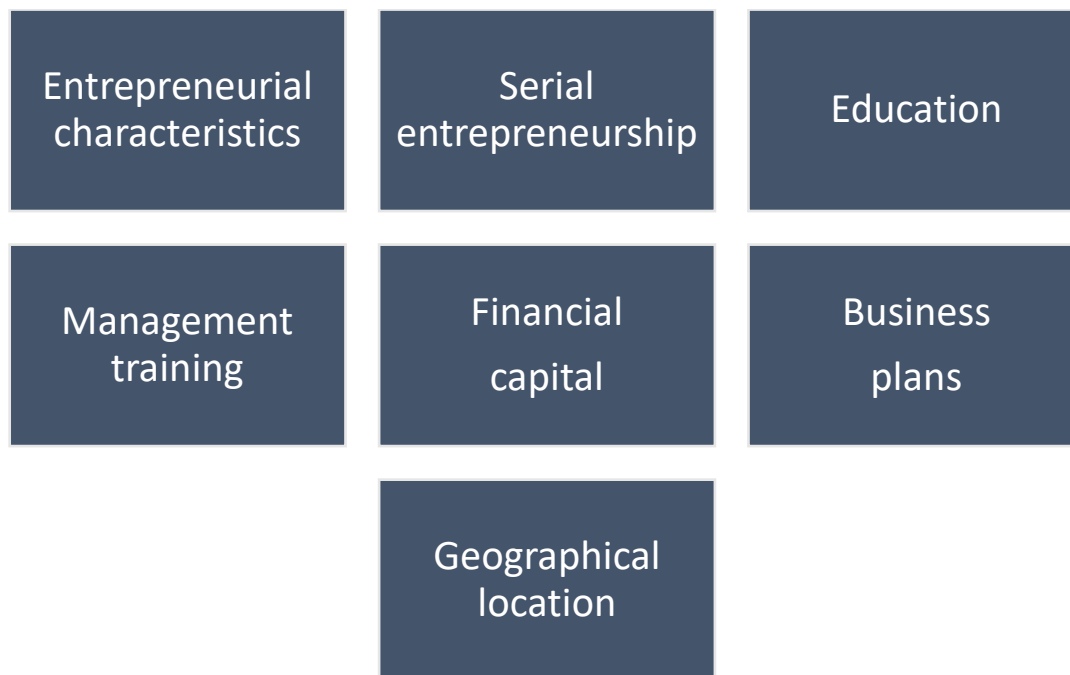 Entrepreneurial
characteristics
Serial
entrepreneurship
Education
Management
training
Financial
capital
Business
plans
Geographical
location